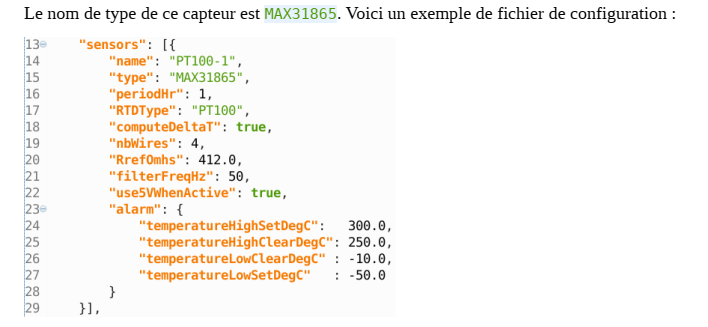 Le nom de type de ce capteur est MAX31865. Voici un exemple de fichier de configuration :
13 "sensors": [{
14 "name": "PT100-1",
15 "type": "MAX31865",
16 "periodHr": 1,
17 "RTDType": "PT100",
18 "computeDeltaT": true,
19 "nbWires": 4,
20 "RrefOmhs": 412.0,
21 "filterFreqHz": 50,
22 "use5VWhenActive": true,
23 "alarm": {
24 "temperatureHighSetDegC": 300.0,
25 "temperatureHighClearDegC": 250.0,
26 "temperatureLowClearDegC" : -10.0,
27 "temperatureLowSetDegC" : -50.0
28 }
29 }],